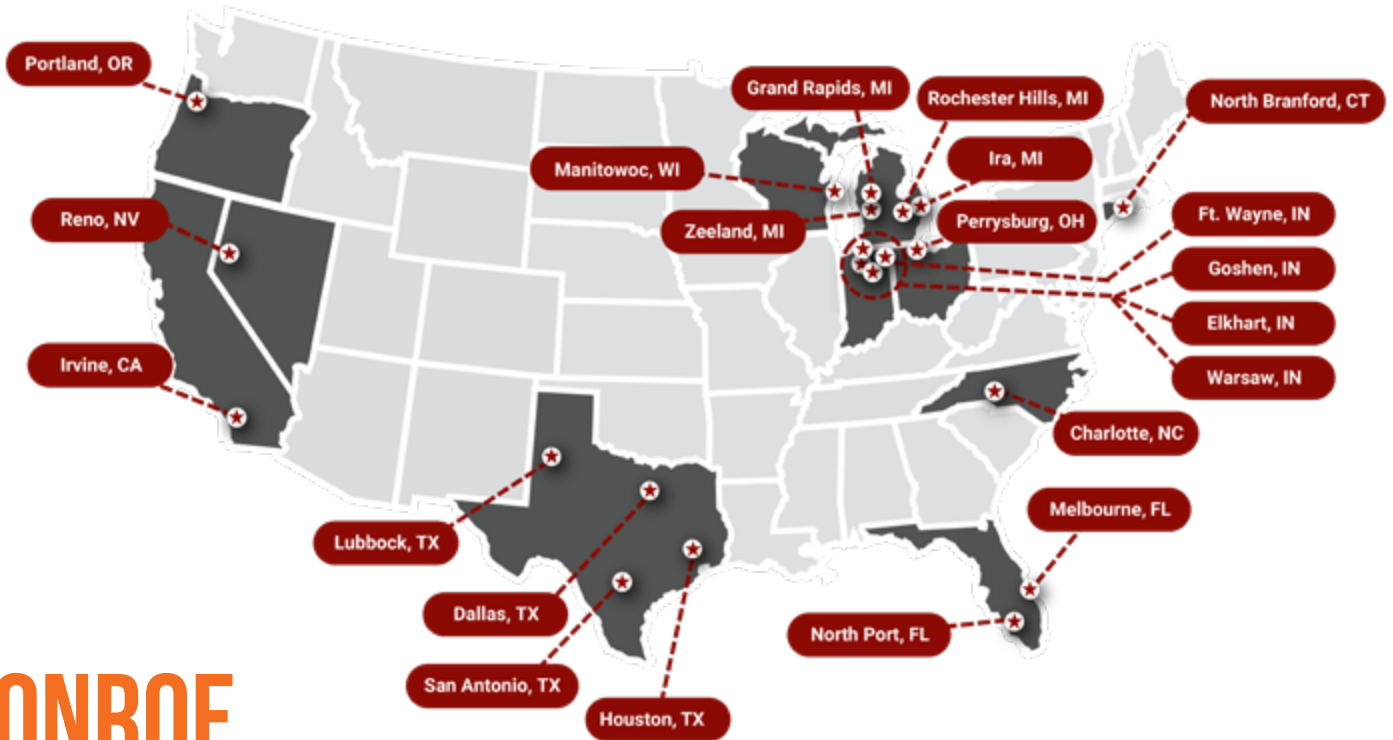 Portland, OR
Grand Rapids, MI
Rochester Hills, MI
North Branford, CT
Manitowoc, WI
Ira, MI
Reno, NV
Zeeland, MI
Perrysburg, OH
Ft. Wayne, IN
Goshen, IN
Elkhart, IN
Irvine, CA
Warsaw, IN
Charlotte, NC
Lubbock, TX
Melbourne, FL
Dallas, TX
North Port, FL
San Antonio, TX
Houston, TX